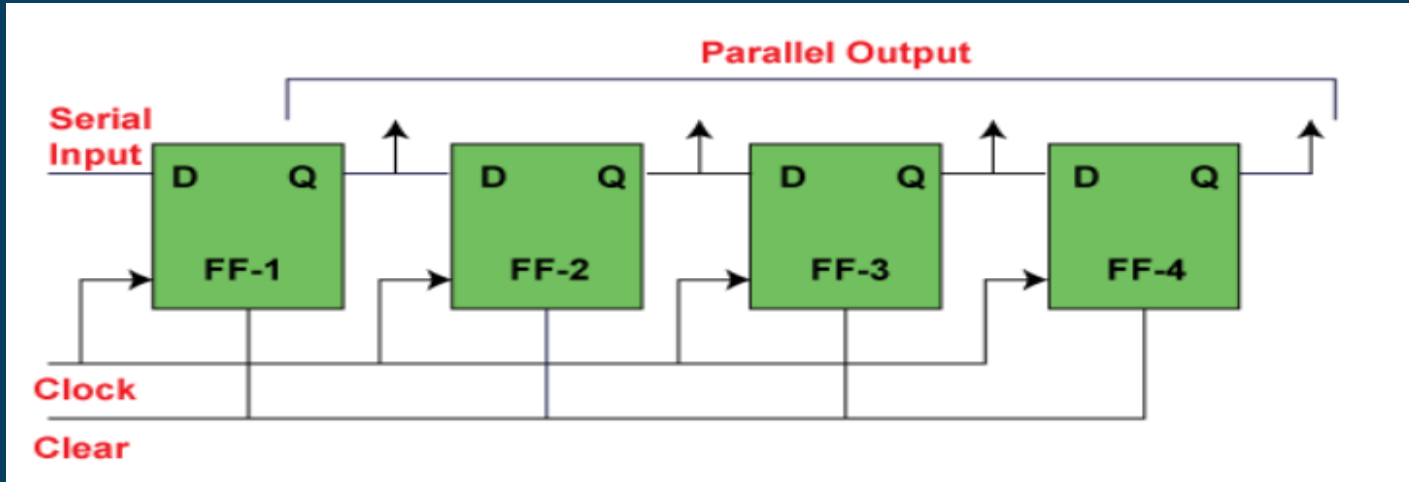 Parallel Output
Serial
Input
D Q
D Q
D Q
D Q
FF-1
FF-2
FF-3
FF-4
Clock
Clear